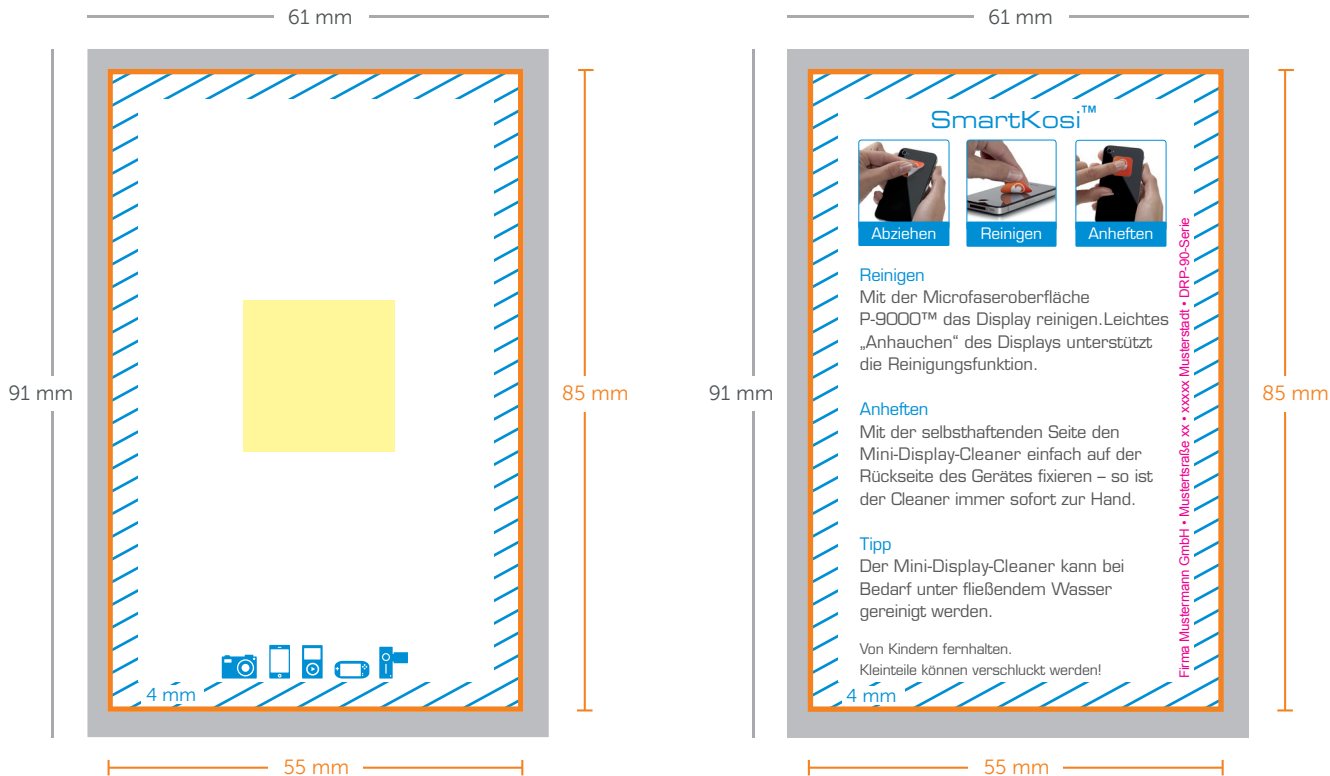 61 mm
91 mm
85 mm
4 mm
55 mm
61 mm
91 mm
SmartKosi™
Abziehen
Reinigen
Anheften
Reinigen
Mit der Microfaseroberfläche
P-9000™ das Display reinigen.Leichtes
„Anhauchen“ des Displays unterstützt
die Reinigungsfunktion.
Anheften
Mit der selbsthaftenden Seite den
Mini-Display-Cleaner einfach auf der
Rückseite des Gerätes fixieren – so ist
der Cleaner immer sofort zur Hand.
Tipp
Der Mini-Display-Cleaner kann bei
Bedarf unter fließendem Wasser
gereinigt werden.
Von Kindern fernhalten.
Kleinteile können verschluckt werden!
Firma Mustermann GmbH • Mustertsraße xx • xxxxx Musterstadt • DRP-90-Serie
4 mm
85 mm
55 mm